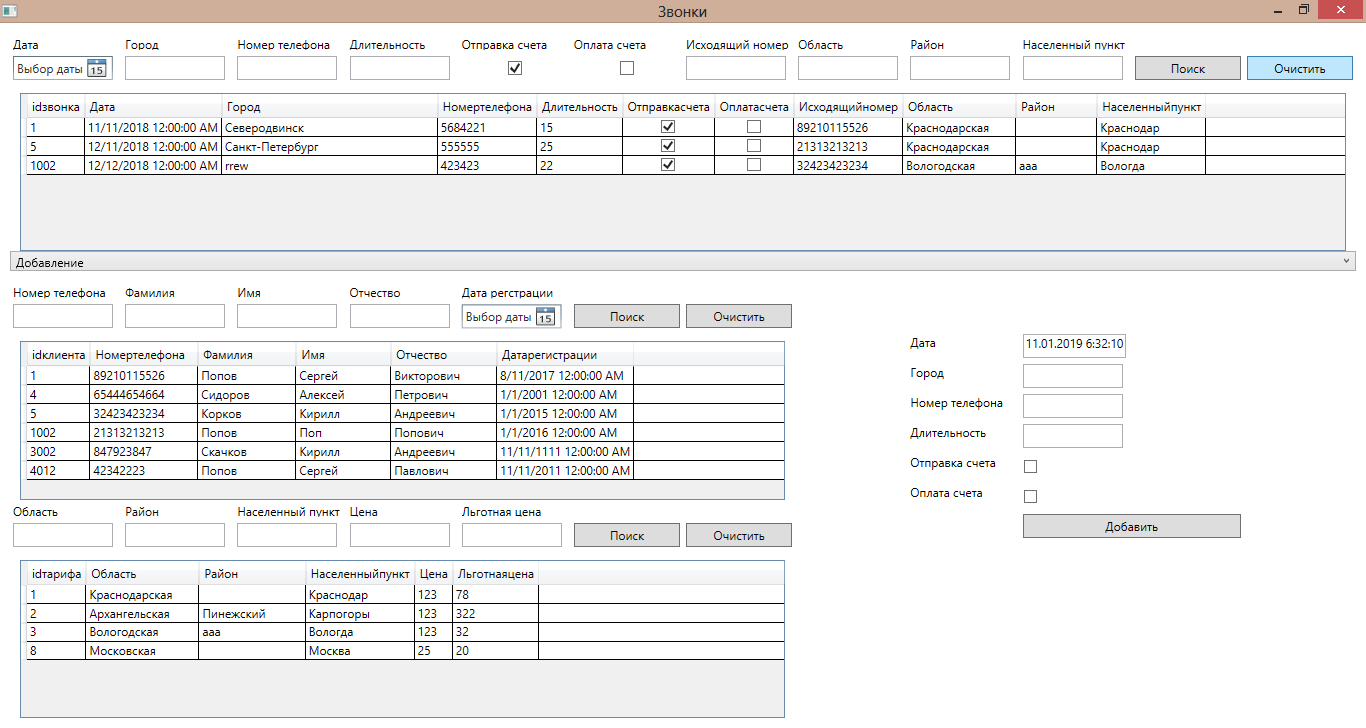 Звонки
Дата Город Номер телефона Длительность Отправка счета Оплата счета Исходящий номер Область Район Населенный пункт
Выбор даты 15 Поиск Очистить
idзвонка Дата Город Номертелефона Длительность Отправкасчета Оплатасчета Исходящийномер Область Район Населенныйпункт
1 11/11/2018 12:00:00 AM Северодвинск 5684221 15 89210115526 Краснодарская Краснодар
5 12/11/2018 12:00:00 AM Санкт-Петербург 555555 25 21313213213 Краснодарская Краснодар
1002 12/12/2018 12:00:00 AM rrew 423423 22 32423423234 Вологодская ааа Вологда
Добавление
Номер телефона Фамилия Имя Отчество Дата регстрации
Выбор даты 15 Поиск Очистить
idклиента Номертелефона Фамилия Имя Отчество Датарегистрации
1 89210115526 Попов Сергей Викторович 8/11/2017 12:00:00 AM
4 65444654664 Сидоров Алексей Петрович 1/1/2001 12:00:00 AM
5 32423423234 Корков Кирилл Андреевич 1/1/2015 12:00:00 AM
1002 21313213213 Попов Поп Попович 1/1/2016 12:00:00 AM
3002 847923847 Скачков Кирилл Андреевич 11/11/1111 12:00:00 AM
4012 42342223 Попов Сергей Павлович 11/11/2011 12:00:00 AM
Область Район Населенный пункт Цена Льготная цена
Поиск Очистить
idтарифа Область Район Населенныйпункт Цена Льготнаяцена
1 Краснодарская Краснодар 123 78
2 Архангельская Пинежский Карпогоры 123 322
3 Вологодская ааа Вологда 123 32
8 Московская Москва 25 20
Дата 11.01.2019 6:32:10
Город
Номер телефона
Длительность
Отправка счета
Оплата счета
Добавить